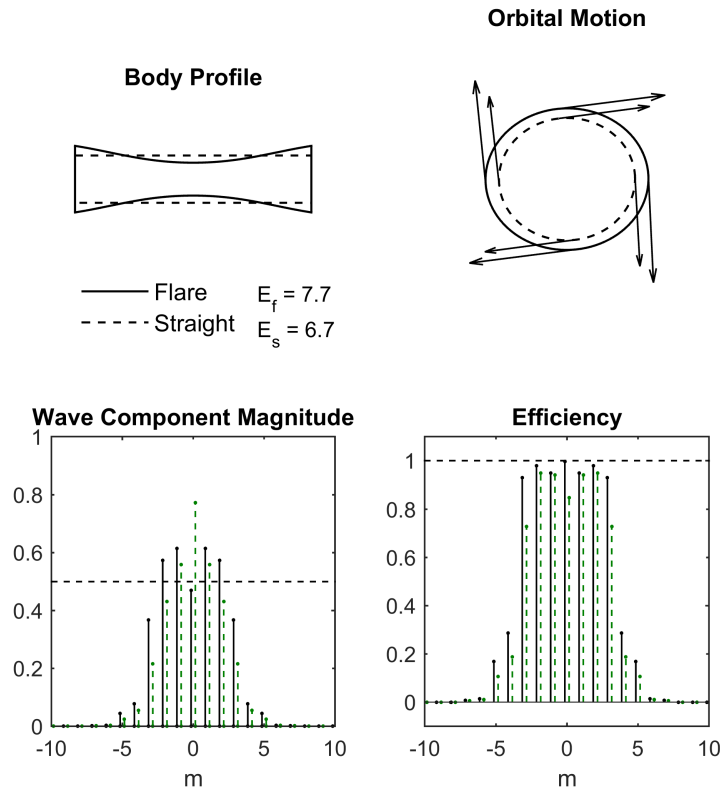 Orbital Motion
Body Profile
Flare E_f = 7.7
Straight E_s = 6.7
Wave Component Magnitude
1
0.8
0.6
0.4
0.2
0
-10 -5 0 5 10
m
Efficiency
1
0.8
0.6
0.4
0.2
0
-10 -5 0 5 10
m